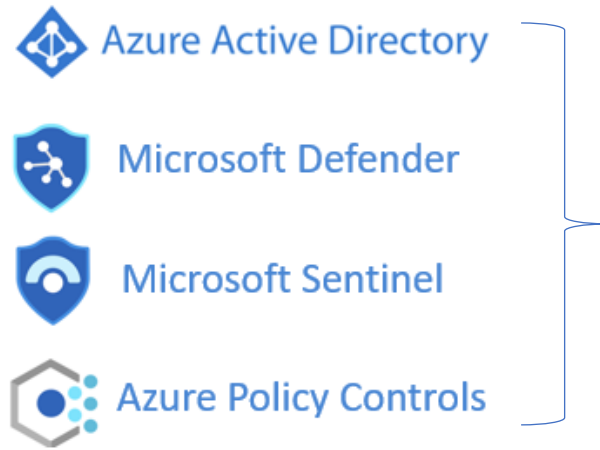 Azure Active Directory
Microsoft Defender
Microsoft Sentinel
Azure Policy Controls